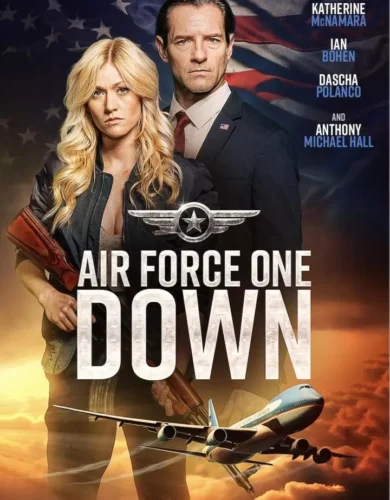 KATHERINE
McNAMARA
IAN
BOHEN
DASCHA
POLANCO
AND
ANTHONY
MICHAEL HALL
AIR FORCE ONE
DOWN